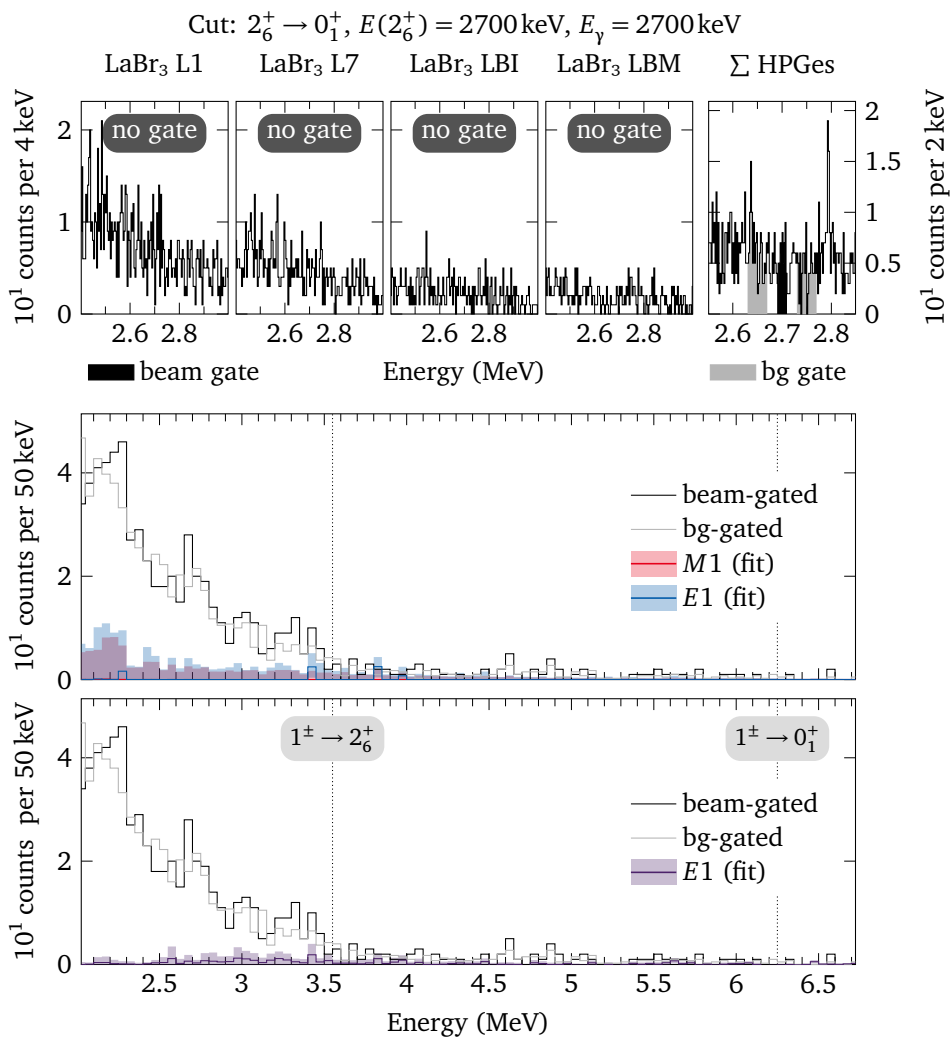 Cut: 2₆⁺ → 0₁⁺, E(2₆⁺) = 2700 keV, Eγ = 2700 keV
LaBr₃ L1 LaBr₃ L7 LaBr₃ LBI LaBr₃ LBM ∑ HPGes
no gate no gate no gate no gate
10¹ counts per 4 keV
2
1
0
10¹ counts per 2 keV
2
1.5
1
0.5
0
2.6 2.8 2.6 2.8 2.6 2.8 2.6 2.8 2.6 2.7 2.8
beam gate Energy (MeV) bg gate
10¹ counts per 50 keV
4
2
0
beam-gated
bg-gated
M1 (fit)
E1 (fit)
10¹ counts per 50 keV
4
2
0
1± → 2₆⁺ 1± → 0₁⁺
beam-gated
bg-gated
E1 (fit)
2.5 3 3.5 4 4.5 5 5.5 6 6.5
Energy (MeV)